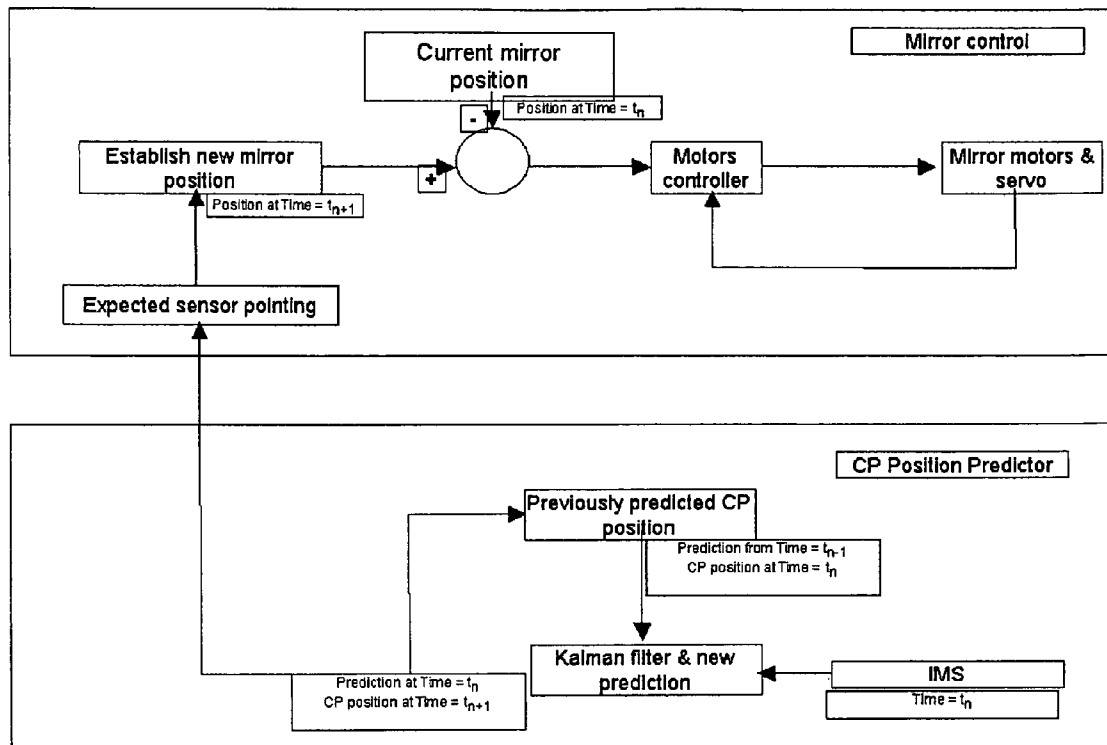 Mirror control
Current mirror
position
Position at Time = tn
-
+
Establish new mirror
position
Position at Time = tn+1
Motors
controller
Mirror motors &
servo
Expected sensor pointing
CP Position Predictor
Previously predicted CP
position
Prediction from Time = tn-1
CP position at Time = tn
Kalman filter & new
prediction
IMS
Time = tn
Prediction at Time = tn
CP position at Time = tn+1